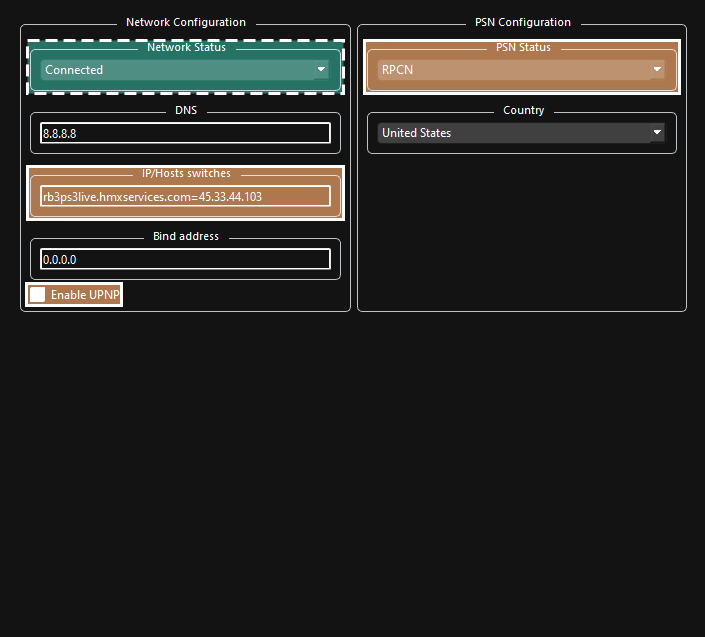 Network Configuration
Network Status
Connected
DNS
8.8.8.8
IP/Hosts switches
rb3ps3live.hmxservices.com=45.33.44.103
Bind address
0.0.0.0
Enable UPNP
PSN Configuration
PSN Status
RPCN
Country
United States